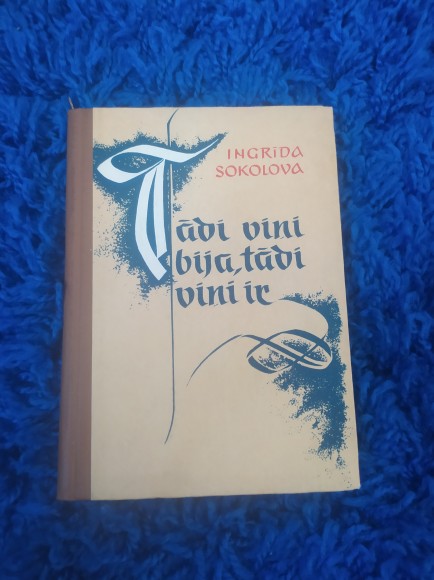 INGRĪDA
SOKOLOVA
Tādi viņi
bija, tādi
viņi ir